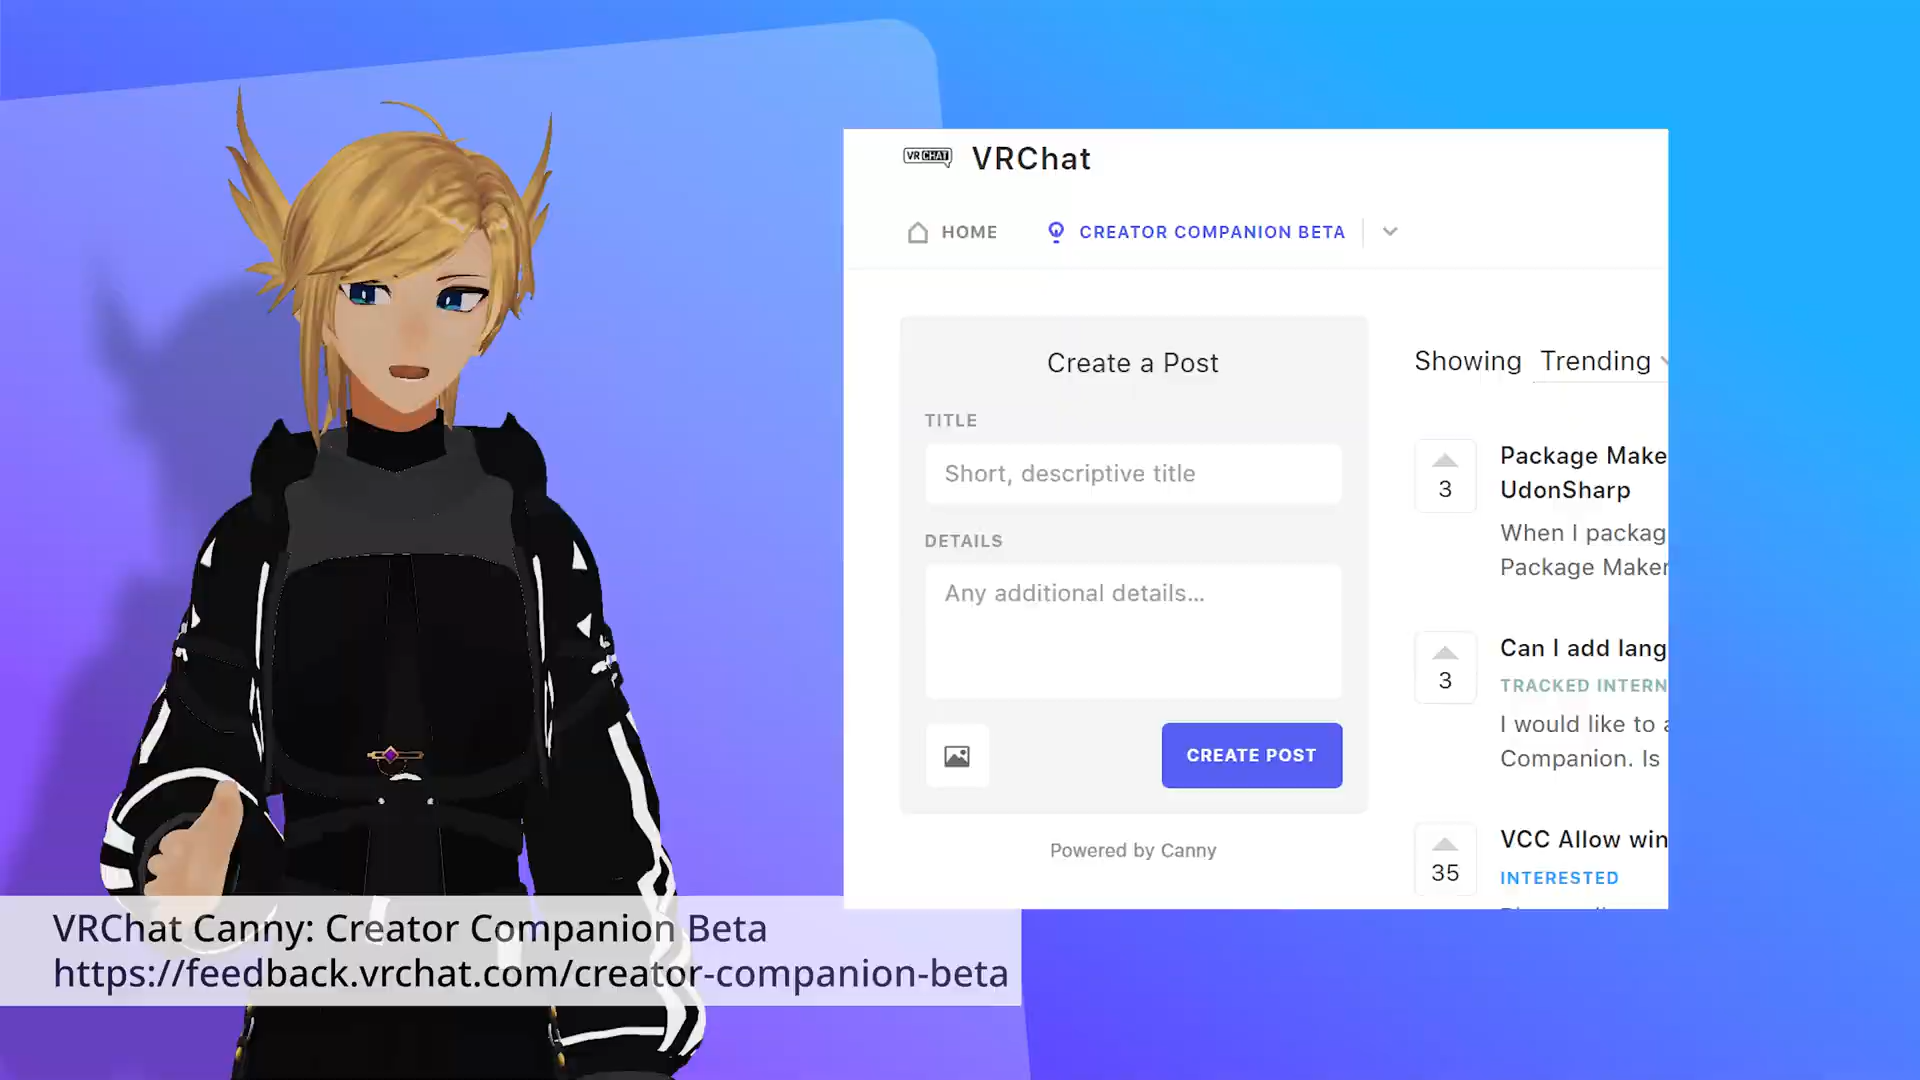 VRCHAT VRChat
HOME CREATOR COMPANION BETA
Create a Post
TITLE
Short, descriptive title
DETAILS
Any additional details...
CREATE POST
Powered by Canny
Showing Trending
3
Package Make
UdonSharp
When I packag
Package Maker
3
Can I add lang
TRACKED INTERN
I would like to a
Companion. Is
35
VCC Allow win
INTERESTED
VRChat Canny: Creator Companion Beta
https://feedback.vrchat.com/creator-companion-beta